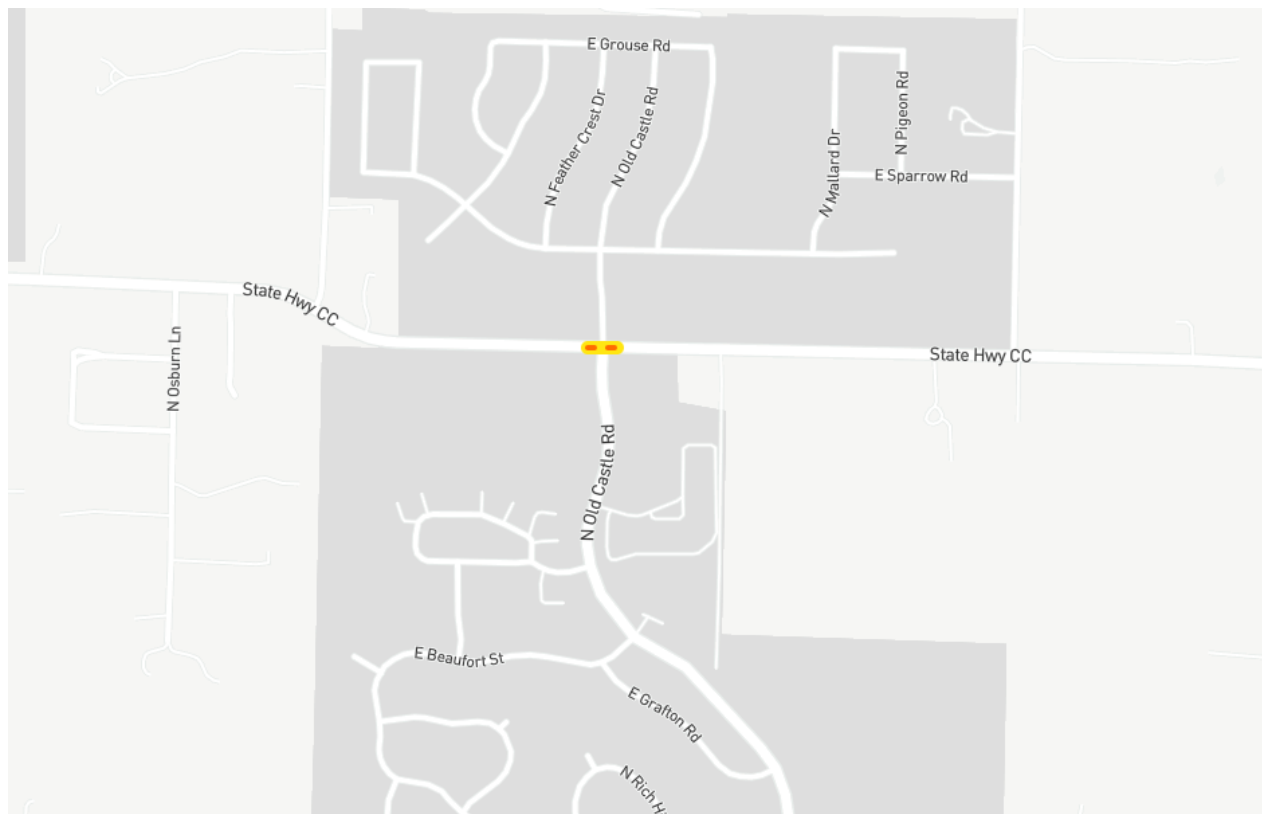 E Grouse Rd
N Feather Crest Dr
N Old Castle Rd
N Mallard Dr
N Pigeon Rd
E Sparrow Rd
State Hwy CC
State Hwy CC
N Osburn Ln
N Old Castle Rd
E Beaufort St
E Grafton Rd
N Rich H